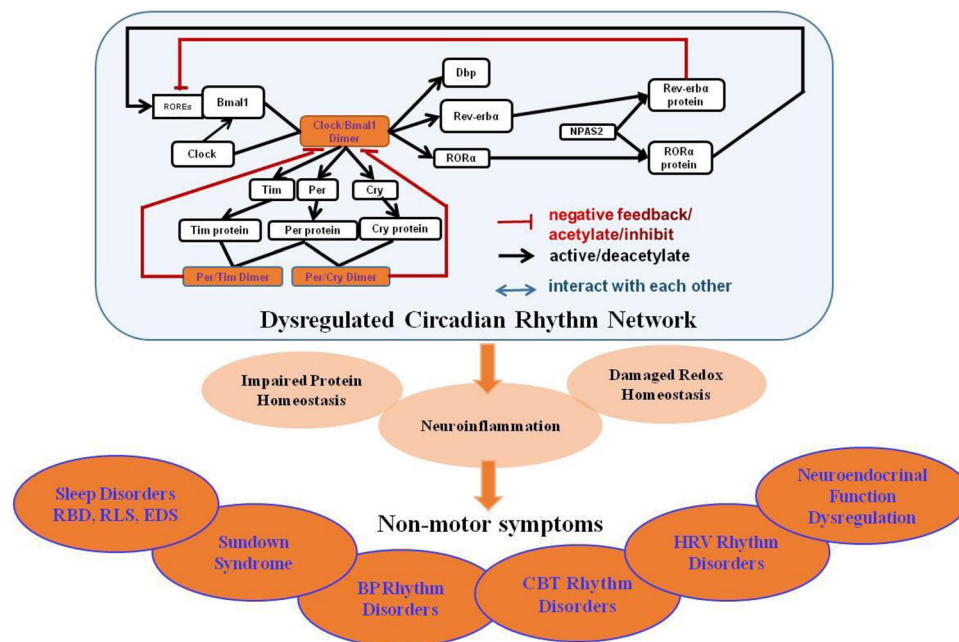 Dbp
Rev-erbα
protein
ROREs
Bmal1
Rev-erbα
Clock/Bmal1
Dimer
NPAS2
Clock
RORα
RORα
protein
Tim
Per
Cry
Tim protein
Per protein
Cry protein
negative feedback/
acetylate/inhibit
active/deacetylate
Per/Tim Dimer
Per/Cry Dimer
interact with each other
Dysregulated Circadian Rhythm Network
Impaired Protein
Homeostasis
Damaged Redox
Homeostasis
Neuroinflammation
Neuroendocrinal
Function
Dysregulation
Sleep Disorders
RBD, RLS, EDS
Non-motor symptoms
Sundown
Syndrome
HRV Rhythm
Disorders
BPRhythm
Disorders
CBT Rhythm
Disorders